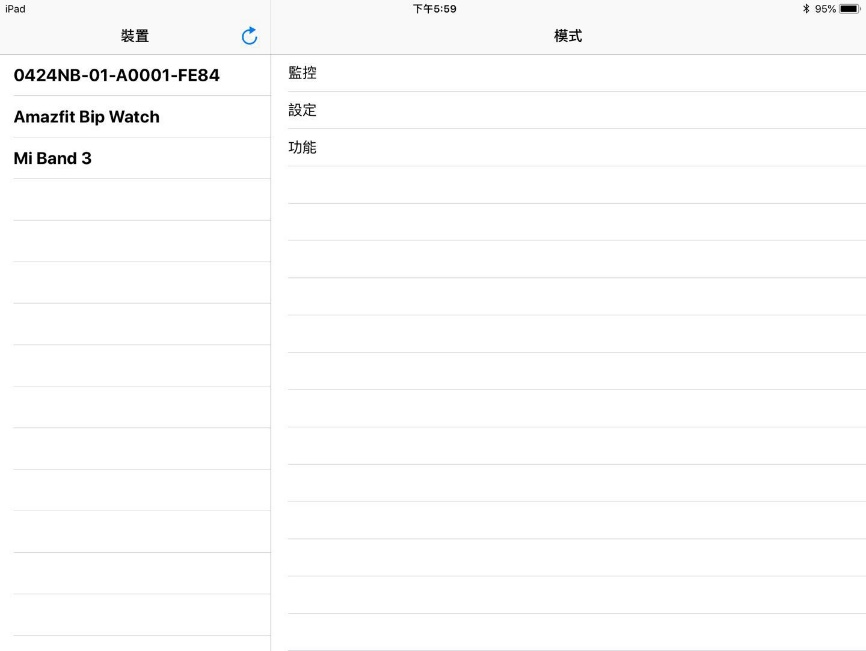 iPad
下午5:59
95%
裝置
模式
0424NB-01-A0001-FE84
Amazfit Bip Watch
Mi Band 3
監控
設定
功能